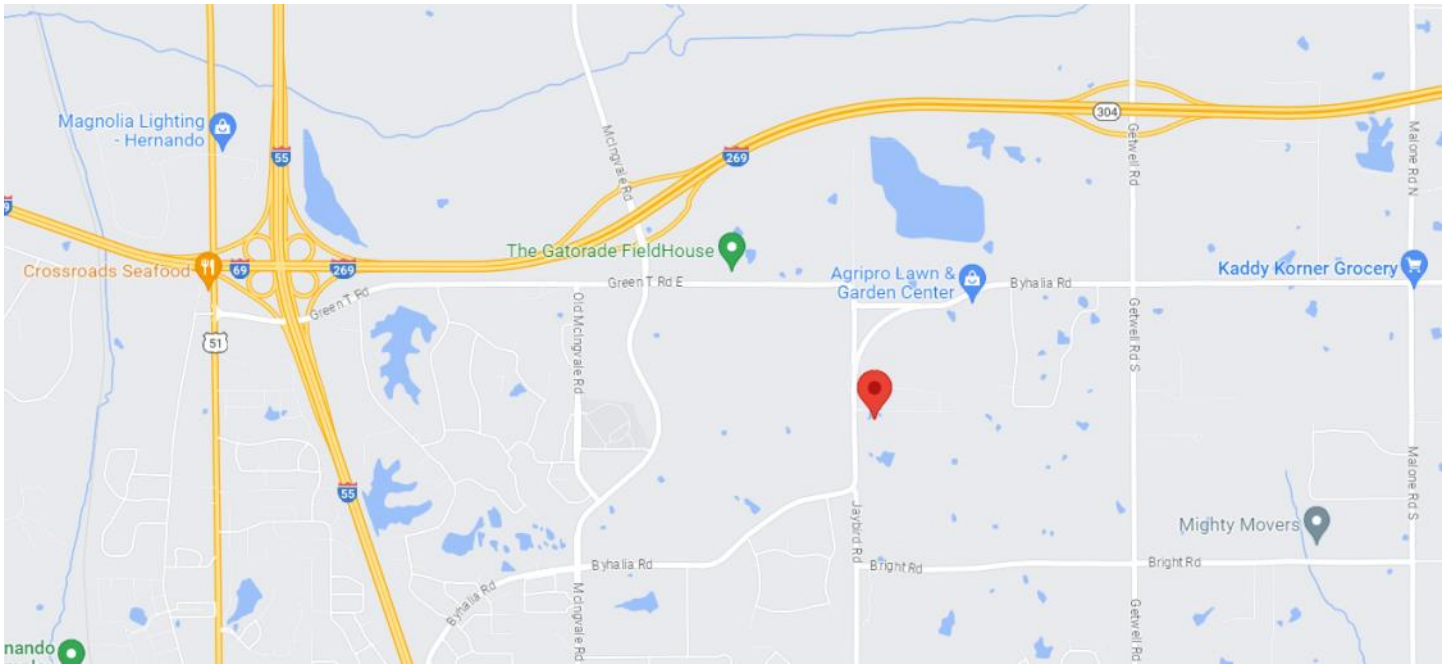 Magnolia Lighting
- Hernando
55
McIngvale Rd
304
Getwell Rd
Malone Rd N
269
The Gatorade FieldHouse
Crossroads Seafood
69
269
Green T Rd
Green T Rd E
Agripro Lawn &
Garden Center
Byhalia Rd
Kaddy Korner Grocery
51
Old McIngvale Rd
Getwell Rd S
Malone Rd S
55
Jaybird Rd
Mighty Movers
Byhalia Rd
Byhalia Rd
Bright Rd
Bright Rd
McIngvale Rd
Getwell Rd S
nando